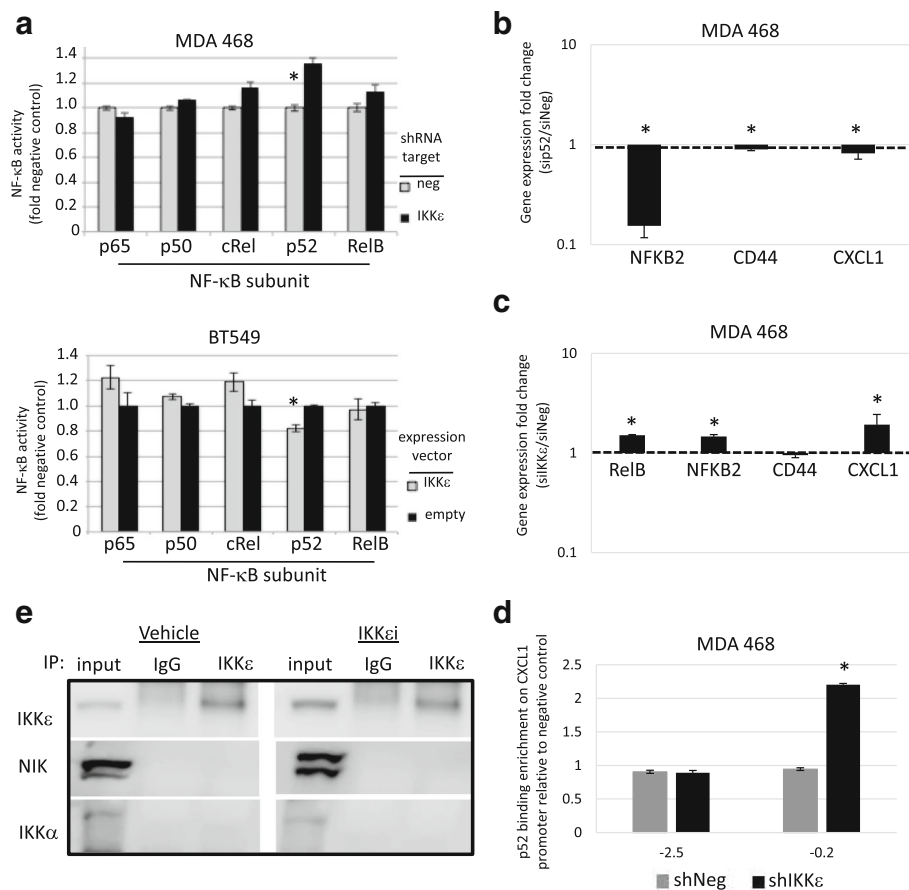 a
MDA 468
NF-κB activity
(fold negative control)
1.4
1.2
1.0
0.8
0.6
0.4
0.2
0
*
p65 p50 cRel p52 RelB
NF-κB subunit
shRNA
target
neg
IKKε
BT549
NF-κB activity
(fold negative control)
1.4
1.2
1.0
0.8
0.6
0.4
0.2
0
*
p65 p50 cRel p52 RelB
NF-κB subunit
expression
vector
IKKε
empty
b
MDA 468
Gene expression fold change
(sip52/siNeg)
10
1
0.1
* * *
NFKB2 CD44 CXCL1
c
MDA 468
Gene expression fold change
(siIKKε/siNeg)
10
1
0.1
* * *
RelB NFKB2 CD44 CXCL1
e
Vehicle IKKεi
IP: input IgG IKKε input IgG IKKε
IKKε
NIK
IKKα
d
MDA 468
p52 binding enrichment on CXCL1
promoter relative to negative control
2.5
2
1.5
1
0.5
0
*
-2.5 -0.2
shNeg shIKKε